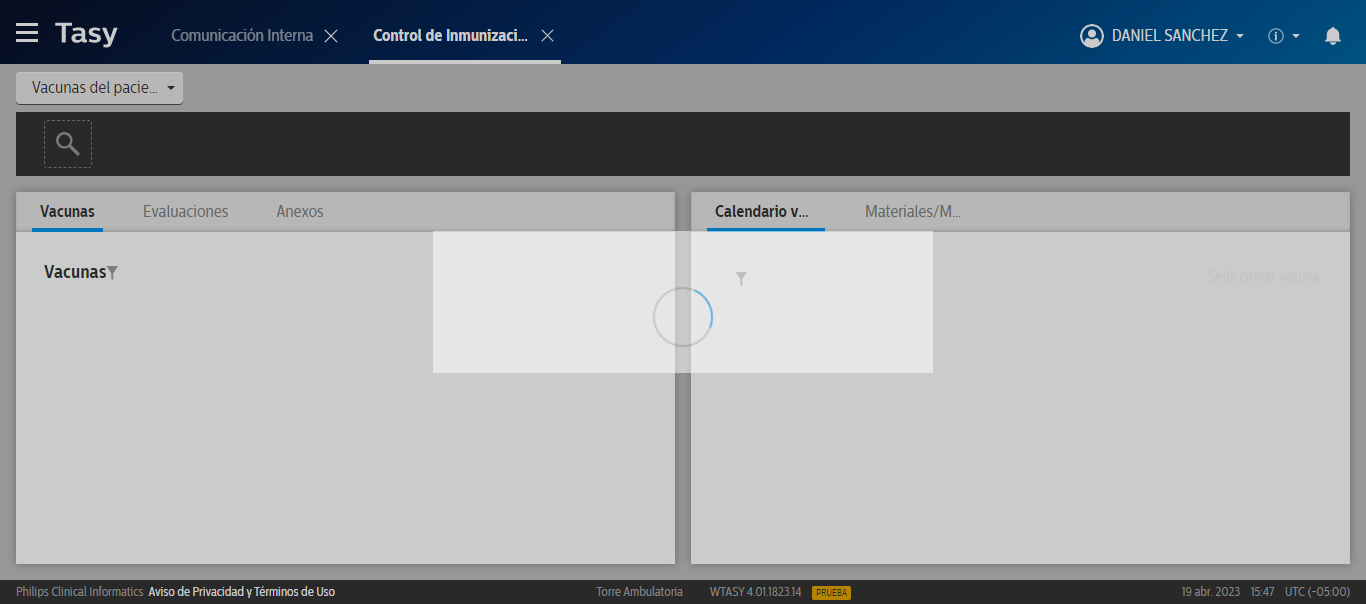 Tasy
Comunicación Interna
Control de Inmunizaci...
DANIEL SANCHEZ
Vacunas del pacie...
Vacunas
Evaluaciones
Anexos
Calendario v...
Materiales/M...
Vacunas
Seleccionar vacuna
Philips Clinical Informatics Aviso de Privacidad y Términos de Uso
Torre Ambulatoria
WTASY 4.01.1823.14
PRUEBA
19 abr. 2023 15:47 UTC (-05:00)